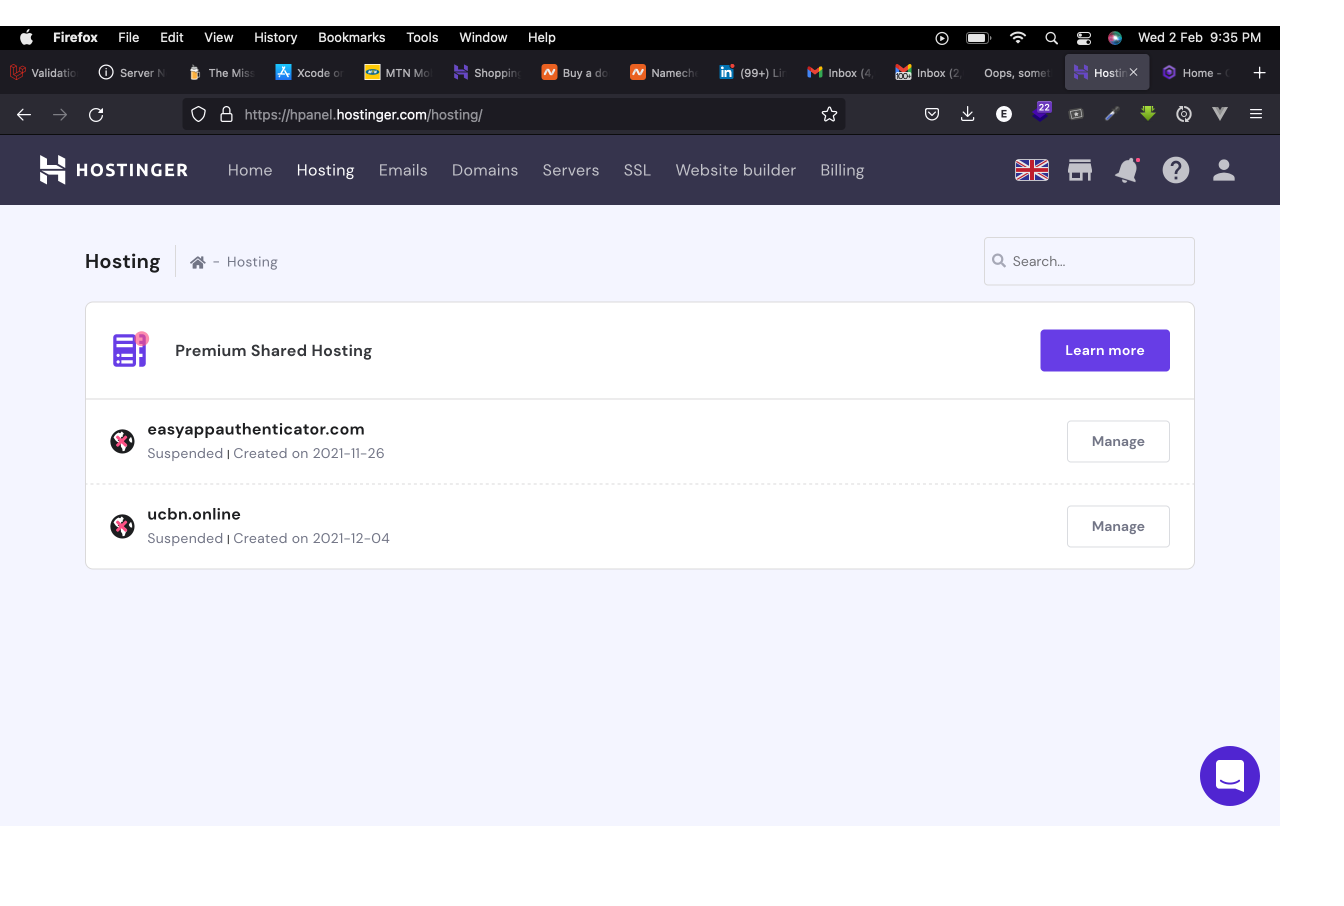 Firefox File Edit View History Bookmarks Tools Window Help Wed 2 Feb 9:35 PM
Validatio Server N The Miss Xcode or MTN Mo Shopping Buy a do Namech (99+) Li Inbox (4, Inbox (2, Oops, somet Hostin Home -
https://hpanel.hostinger.com/hosting/ E 22
HOSTINGER Home Hosting Emails Domains Servers SSL Website builder Billing
Hosting - Hosting Search...
Premium Shared Hosting Learn more
easyappauthenticator.com
Suspended | Created on 2021-11-26 Manage
ucbn.online
Suspended | Created on 2021-12-04 Manage